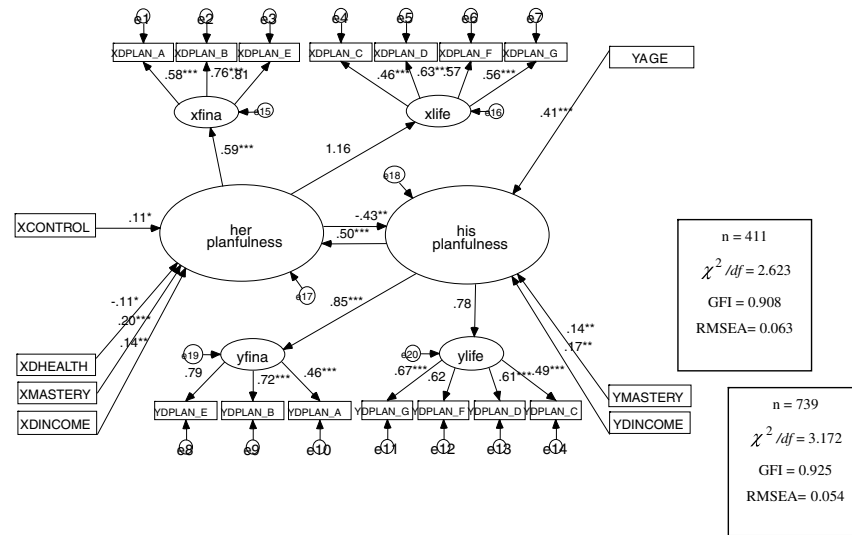 e1 e2 e3 e4 e5 e6 e7
XDPLAN_A XDPLAN_B XDPLAN_E XDPLAN_C XDPLAN_D XDPLAN_F XDPLAN_G
YAGE
.58*** .76*** .81 .46*** .63*** .57 .56***
xfina e15 xlife e16
.41***
.59*** 1.16
e18
XCONTROL .11* her planfulness -.43** .50*** his planfulness
e17
-.11*
.20***
.14**
.85*** .78
.14**
.17**
XDHEALTH
XMASTERY
XDINCOME
e19 yfina e20 ylife
.79 .72*** .46*** .67*** .62 .61*** .49***
YDPLAN_E YDPLAN_B YDPLAN_A YDPLAN_G YDPLAN_F YDPLAN_D YDPLAN_C
e8 e9 e10 e11 e12 e13 e14
YMASTERY
YDINCOME
n = 411
χ²/df = 2.623
GFI = 0.908
RMSEA= 0.063
n = 739
χ²/df = 3.172
GFI = 0.925
RMSEA= 0.054